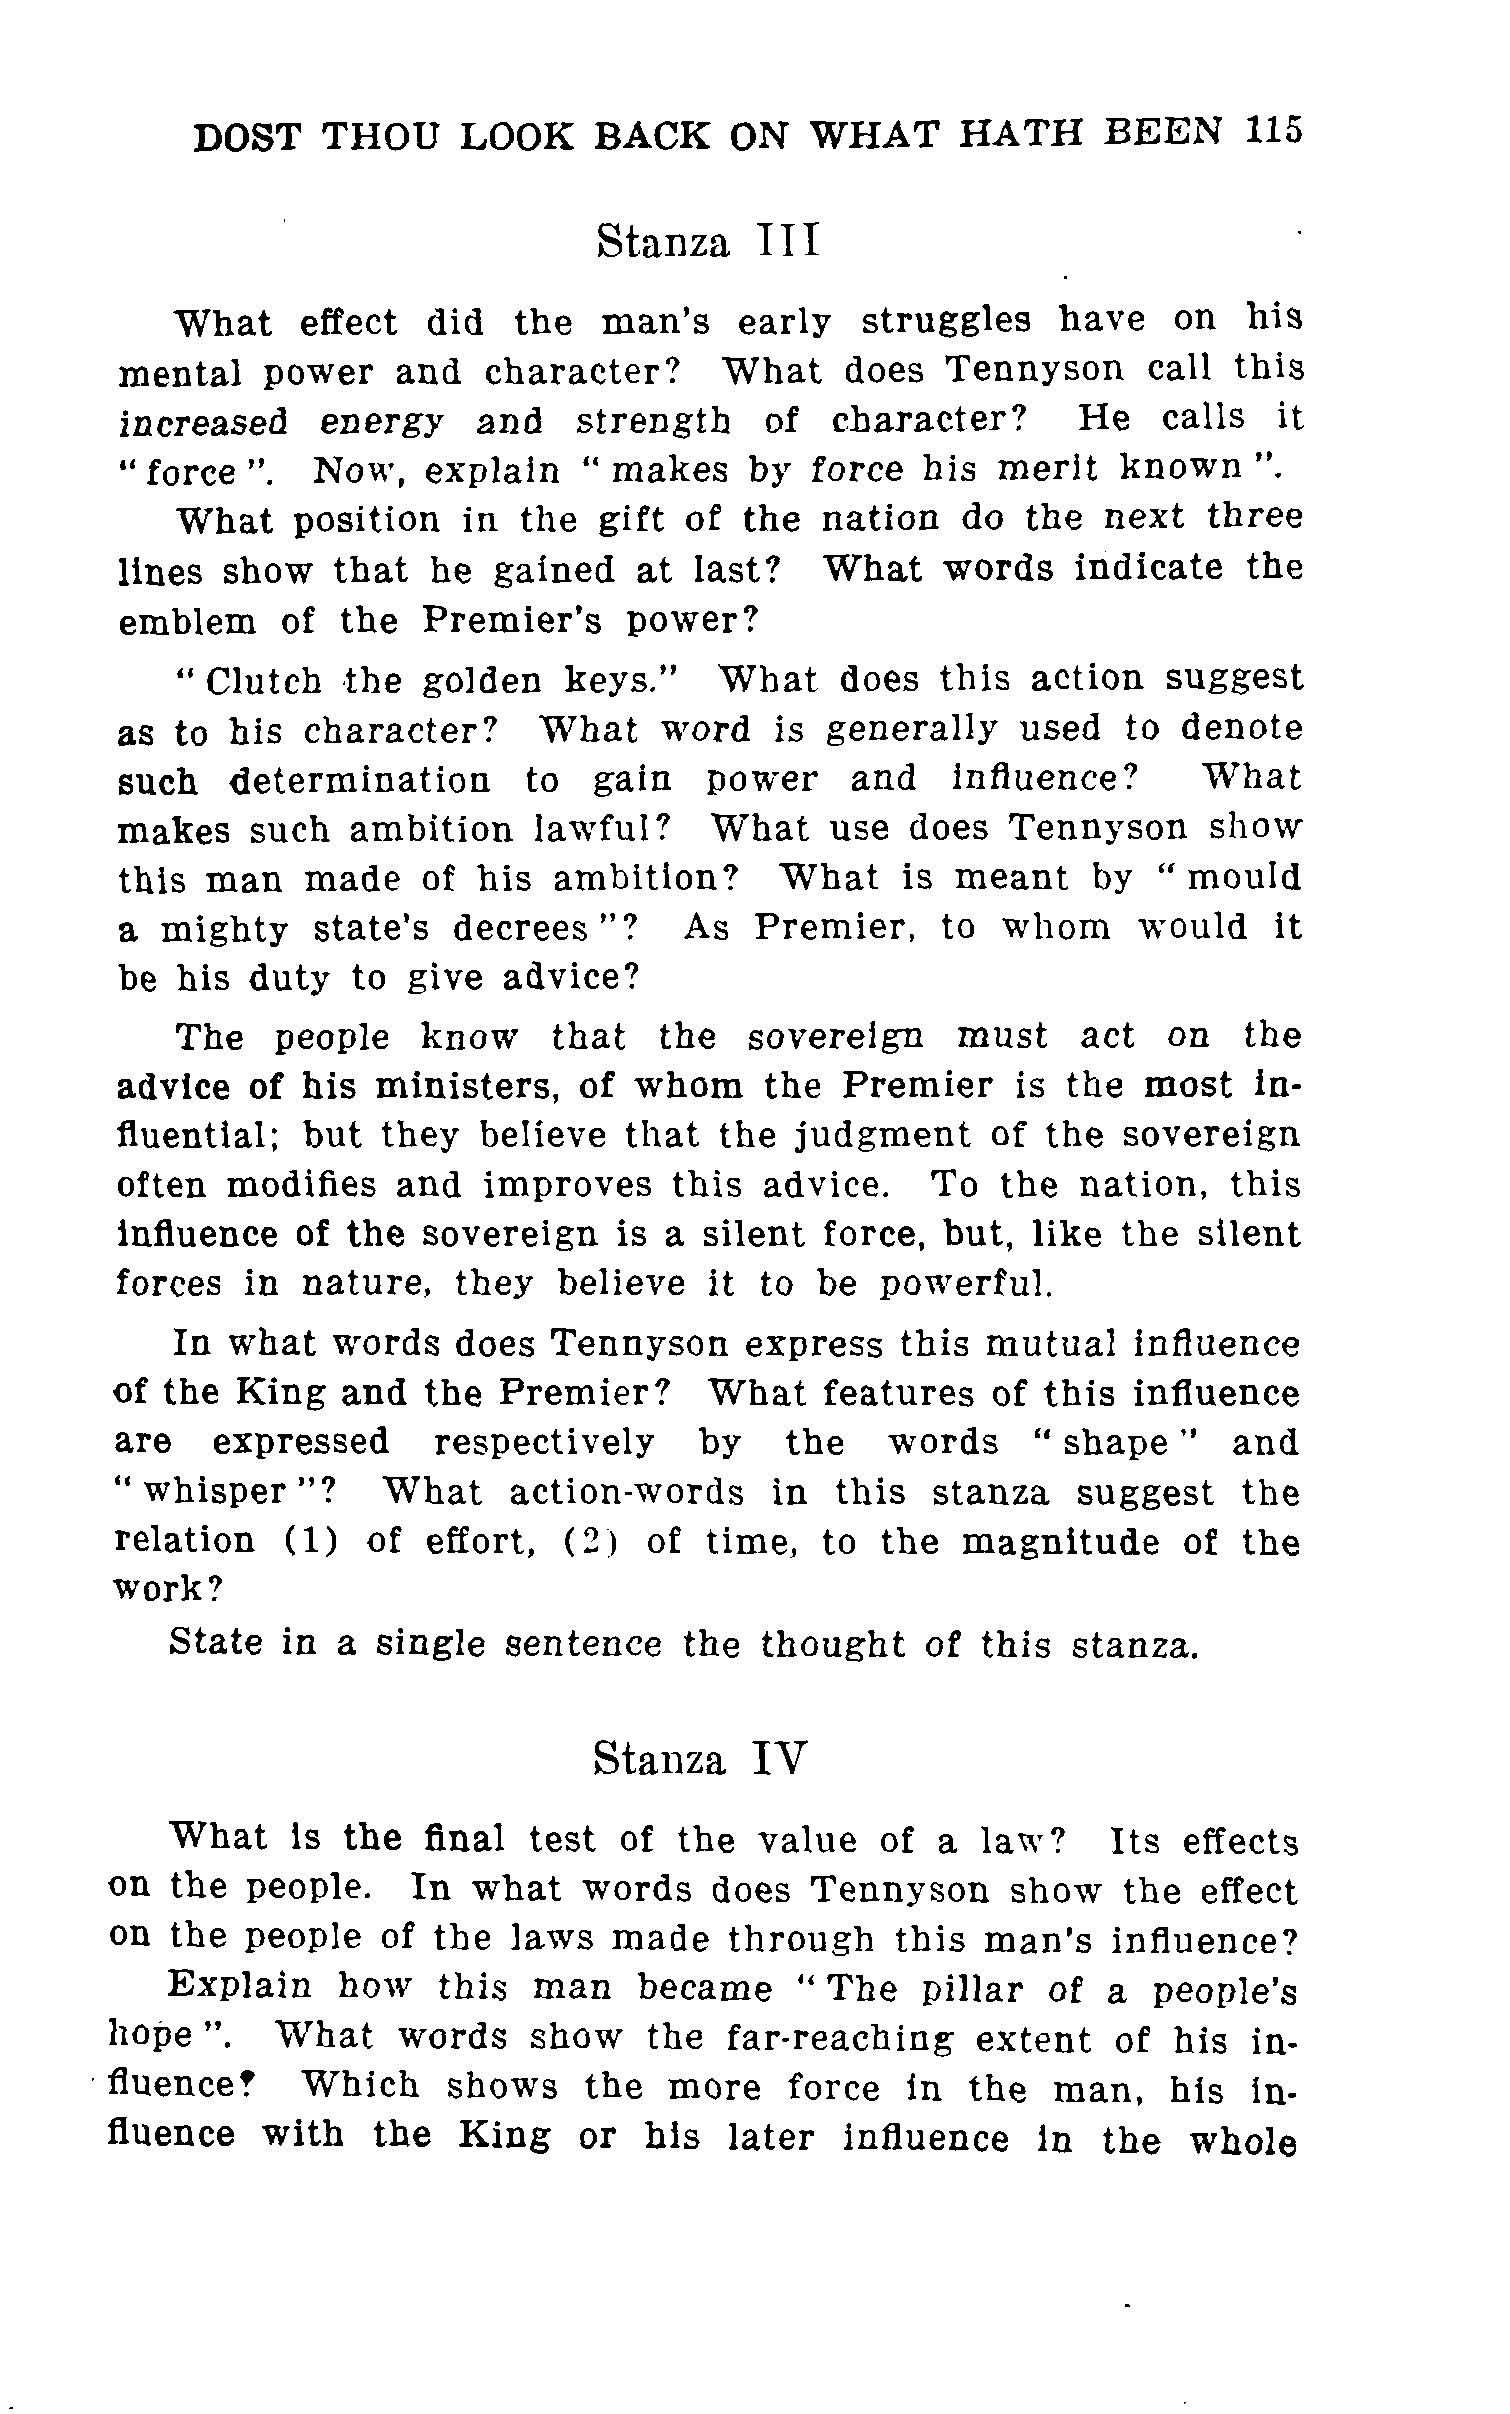 DOST THOU LOOK BACK ON WHAT HATH BEEN 115
Stanza III
What effect did the man's early struggles have on his
mental power and character? What does Tennyson call this
increased energy and strength of character? He calls it
" force ". Now, explain " makes by force his merit known ".
What position in the gift of the nation do the next three
lines show that he gained at last? What words indicate the
emblem of the Premier's power?
" Clutch the golden keys." What does this action suggest
as to his character? What word is generally used to denote
such determination to gain power and influence? What
makes such ambition lawful? What use does Tennyson show
this man made of his ambition? What is meant by " mould
a mighty state's decrees "? As Premier, to whom would it
be his duty to give advice?
The people know that the sovereign must act on the
advice of his ministers, of whom the Premier is the most in-
fluential; but they believe that the judgment of the sovereign
often modifies and improves this advice. To the nation, this
influence of the sovereign is a silent force, but, like the silent
forces in nature, they believe it to be powerful.
In what words does Tennyson express this mutual influence
of the King and the Premier? What features of this influence
are expressed respectively by the words " shape " and
" whisper "? What action-words in this stanza suggest the
relation (1) of effort, (2) of time, to the magnitude of the
work?
State in a single sentence the thought of this stanza.
Stanza IV
What is the final test of the value of a law? Its effects
on the people. In what words does Tennyson show the effect
on the people of the laws made through this man's influence?
Explain how this man became " The pillar of a people's
hope ". What words show the far-reaching extent of his in-
fluence? Which shows the more force in the man, his in-
fluence with the King or his later influence in the whole